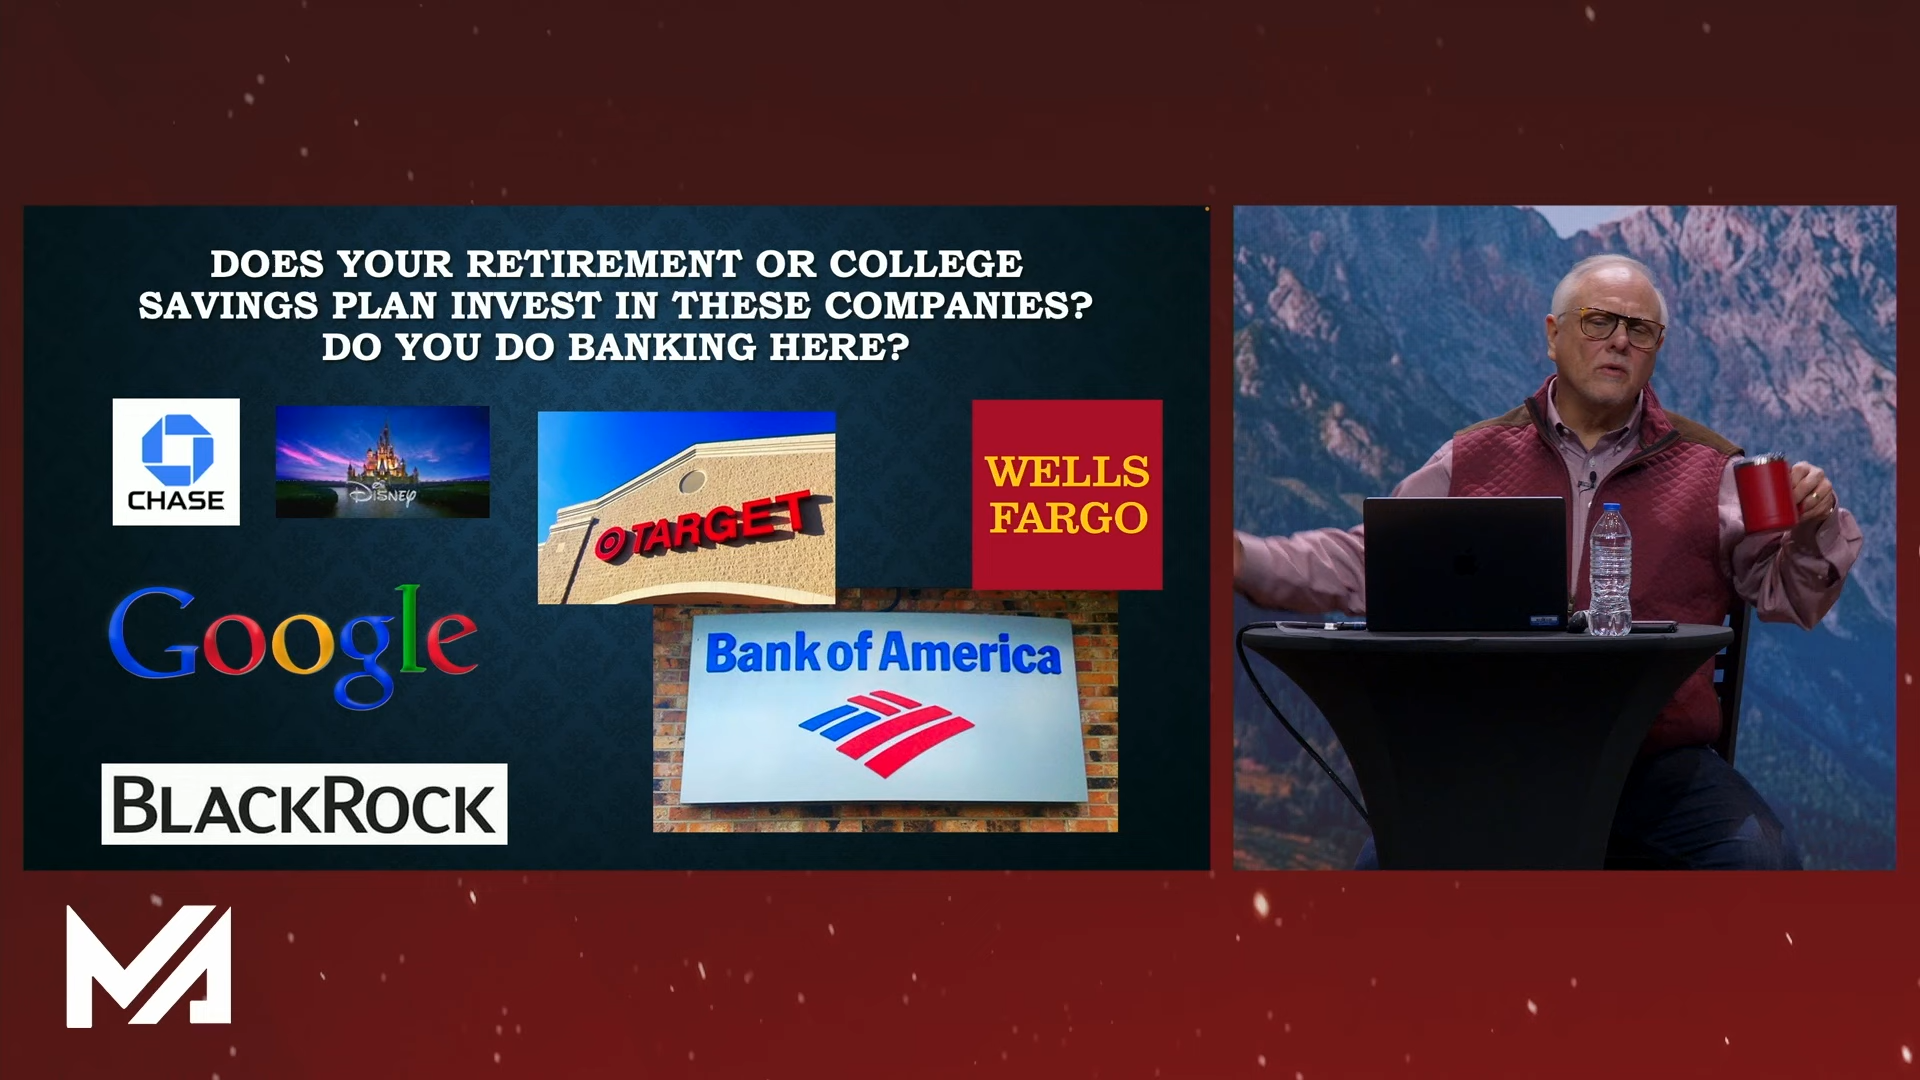 DOES YOUR RETIREMENT OR COLLEGE
SAVINGS PLAN INVEST IN THESE COMPANIES?
DO YOU DO BANKING HERE?
CHASE
DISNEY
TARGET
WELLS
FARGO
Google
Bank of America
BLACKROCK
MA